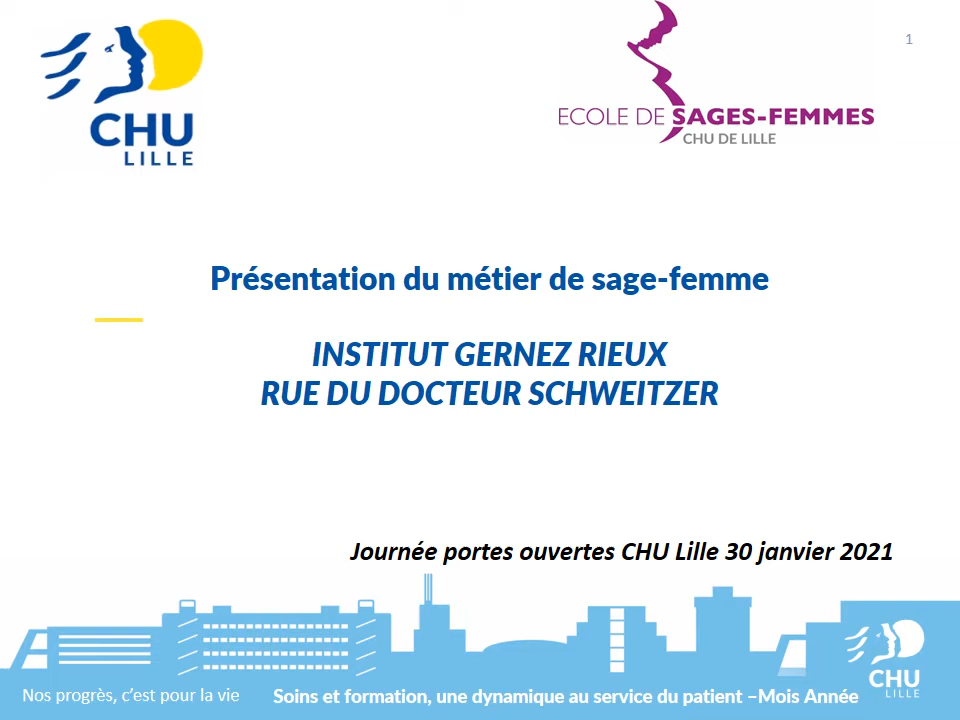 1
CHU
LILLE
ECOLE DE SAGES-FEMMES
CHU DE LILLE
Présentation du métier de sage-femme
INSTITUT GERNEZ RIEUX
RUE DU DOCTEUR SCHWEITZER
Journée portes ouvertes CHU Lille 30 janvier 2021
Nos progrès, c’est pour la vie
Soins et formation, une dynamique au service du patient –Mois Année
CHU
LILLE